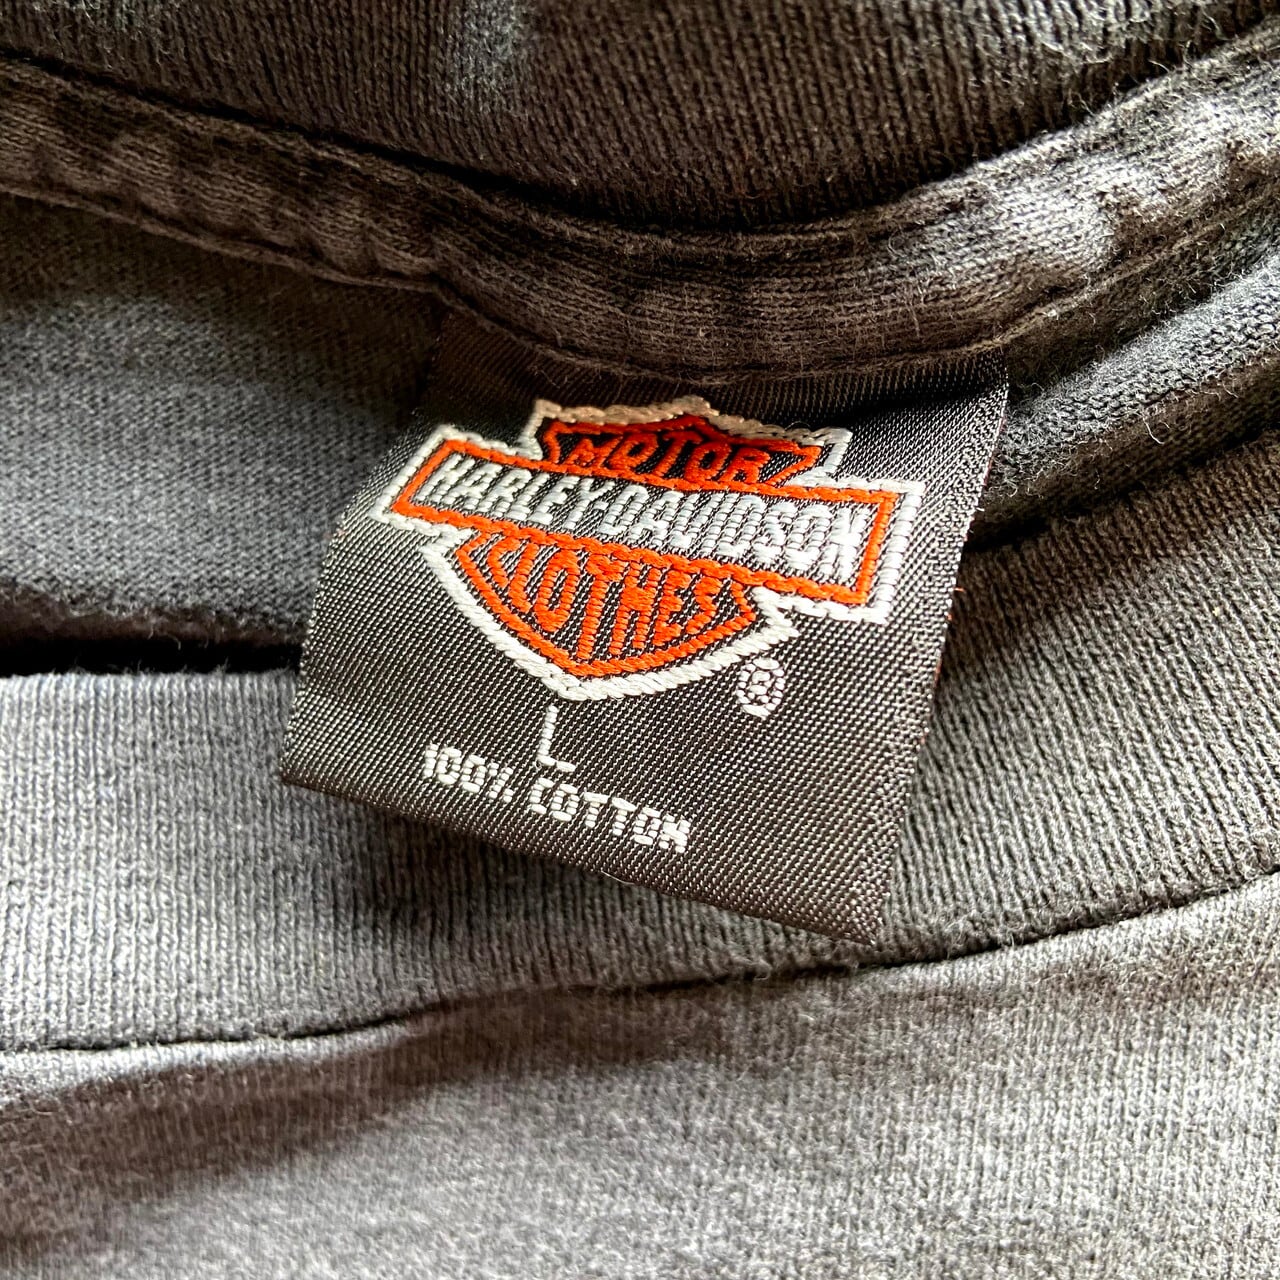 MOTOR
HARLEY-DAVIDSON
CLOTHES
®
L
100% COTTON